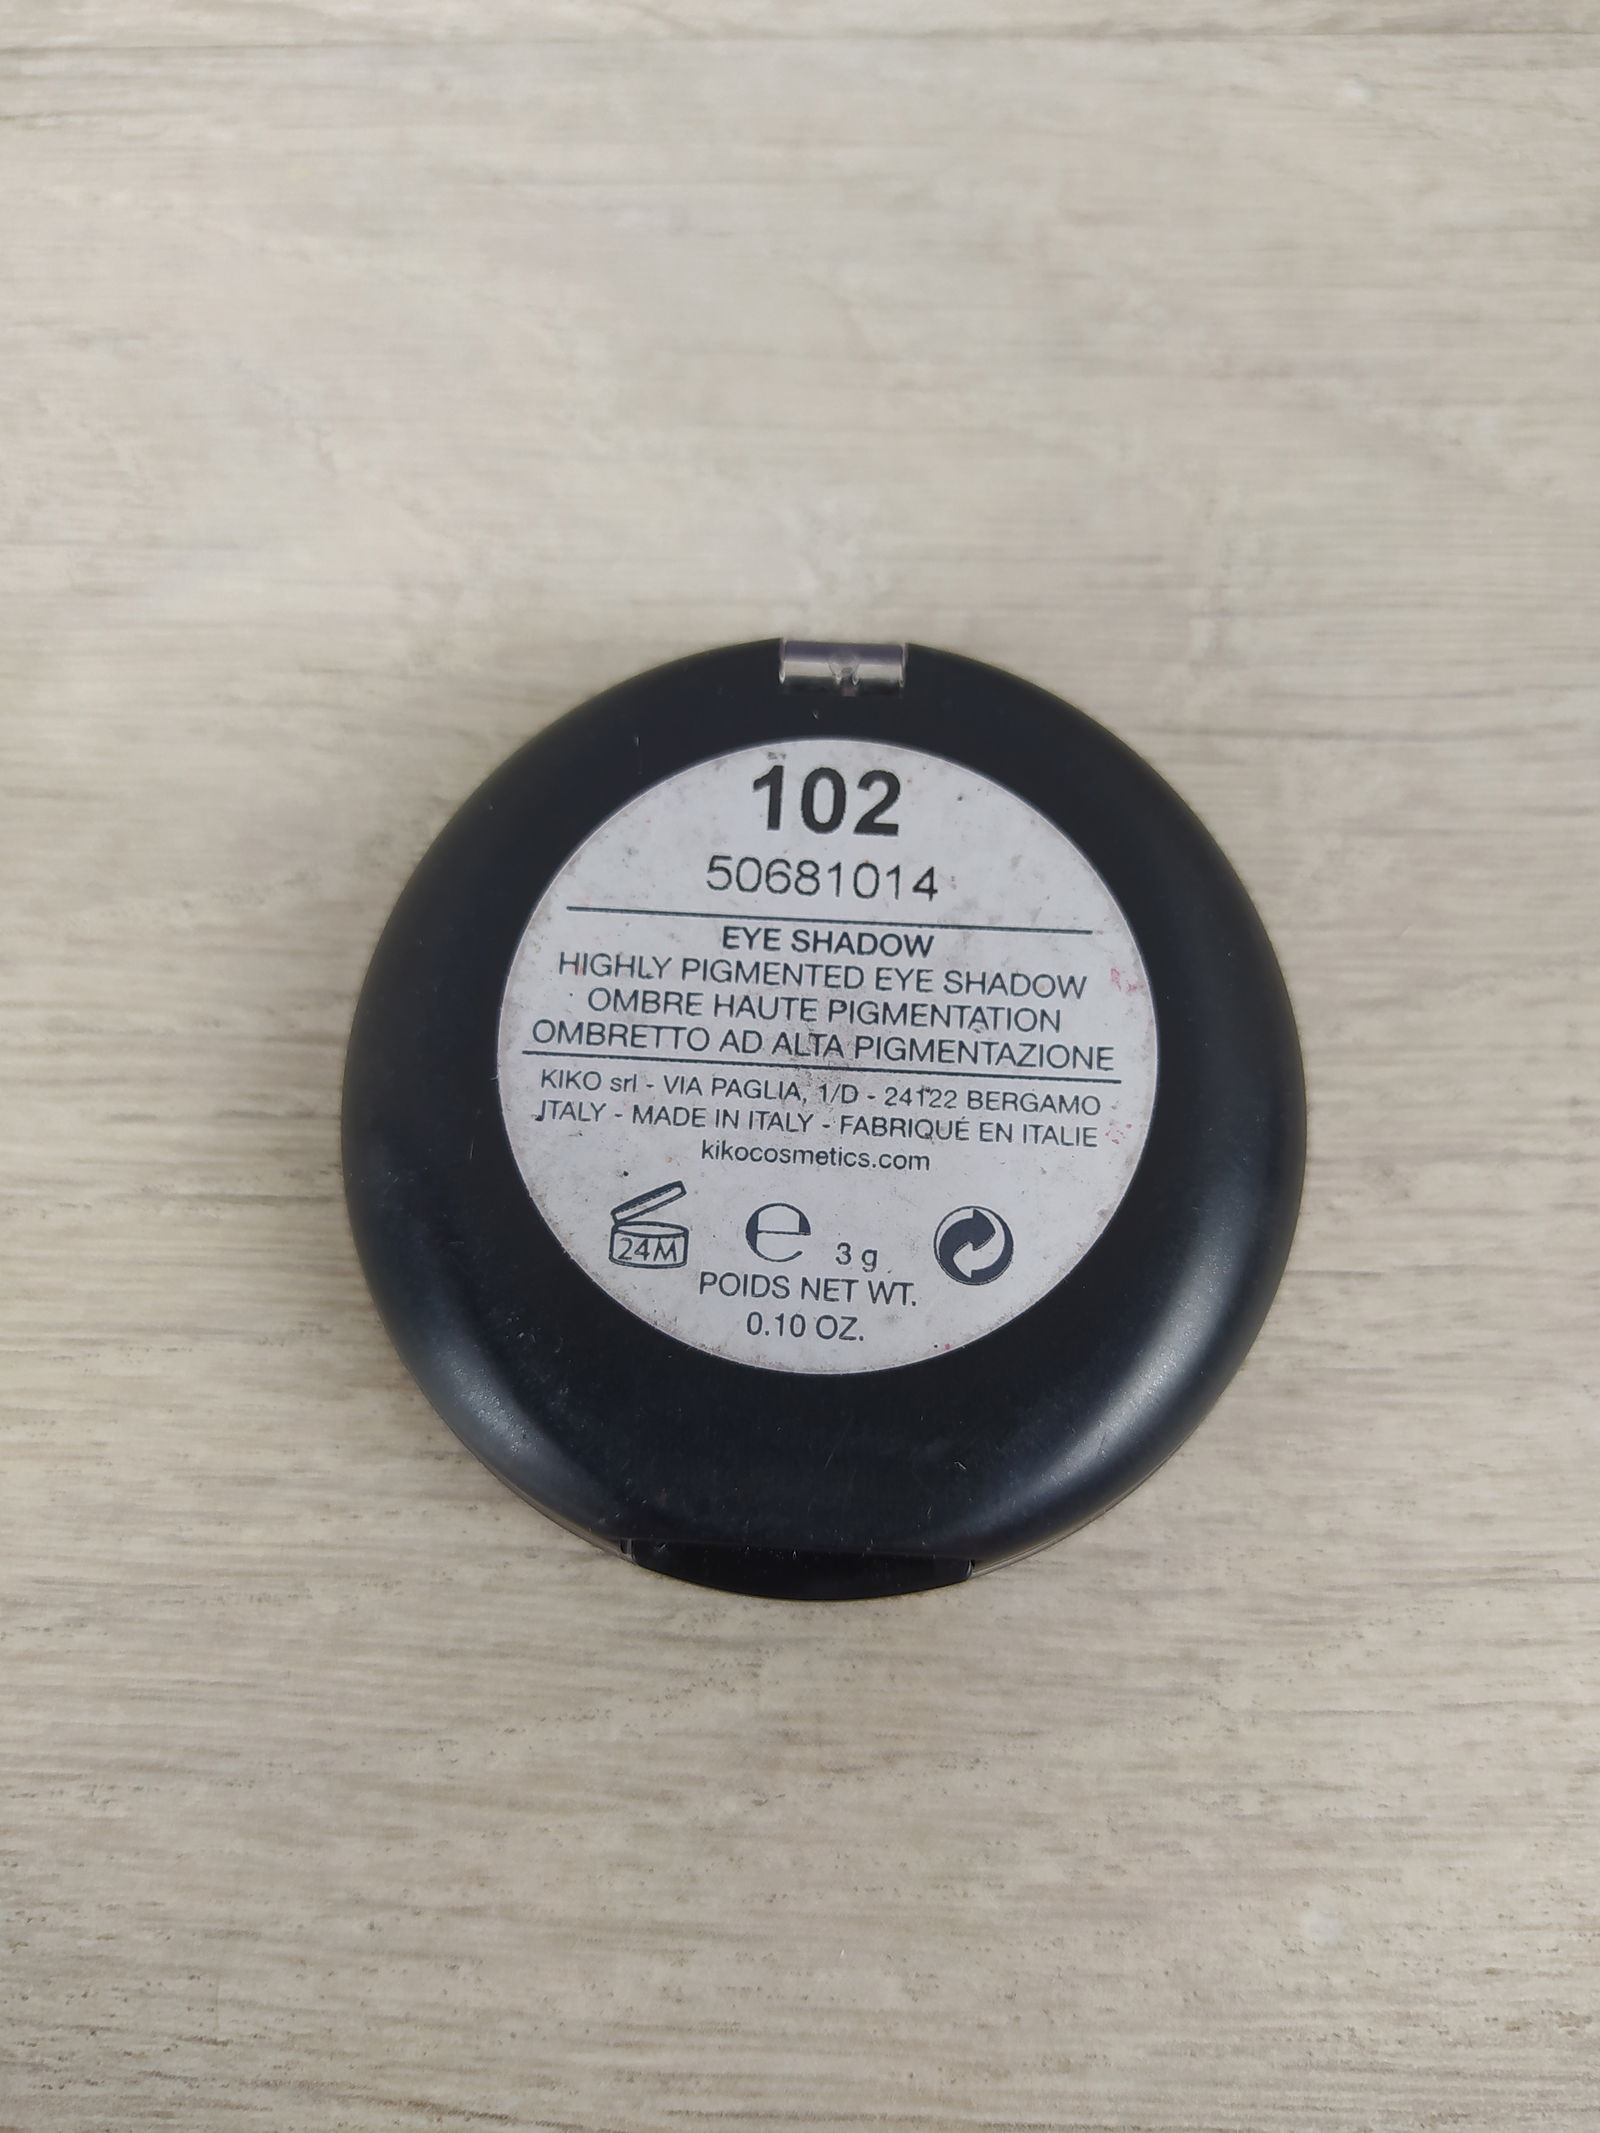 102
50681014
EYE SHADOW
HIGHLY PIGMENTED EYE SHADOW
OMBRE HAUTE PIGMENTATION
OMBRETTO AD ALTA PIGMENTAZIONE
KIKO srl - VIA PAGLIA, 1/D - 24122 BERGAMO
ITALY - MADE IN ITALY - FABRIQUÉ EN ITALIE
kikocosmetics.com
24M e 3 g
POIDS NET WT.
0.10 OZ.